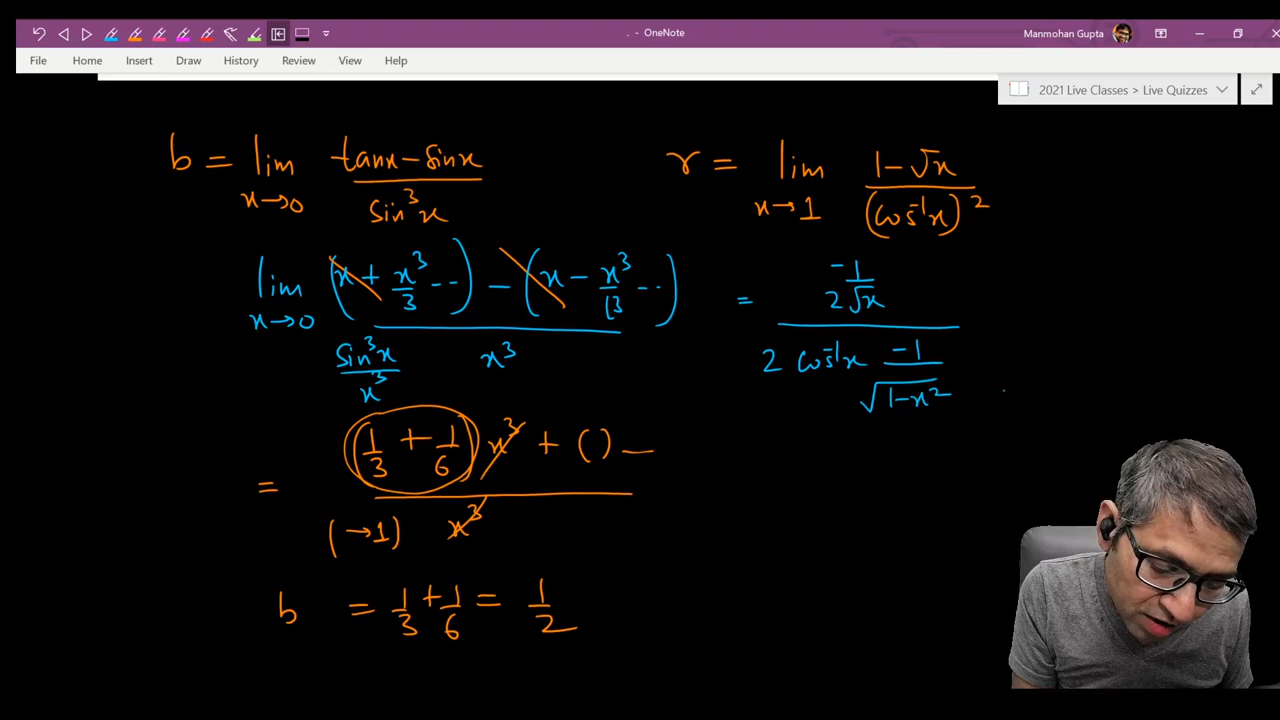 . - OneNote
Manmohan Gupta
File Home Insert Draw History Review View Help
2021 Live Classes > Live Quizzes
b = lim x→0 (tanx − sinx) / sin³x
lim x→0 ((x + x³/3 --) − (x − x³/⌊3 --)) / (sin³x/x³ x³)
= ((1/3 + 1/6) x³ + ( ) —) / ((→1) x³)
b = 1/3 + 1/6 = 1/2
r = lim x→1 (1 − √x) / (cos⁻¹x)²
= (−1/(2√x)) / (2 cos⁻¹x −1/√(1−x²))